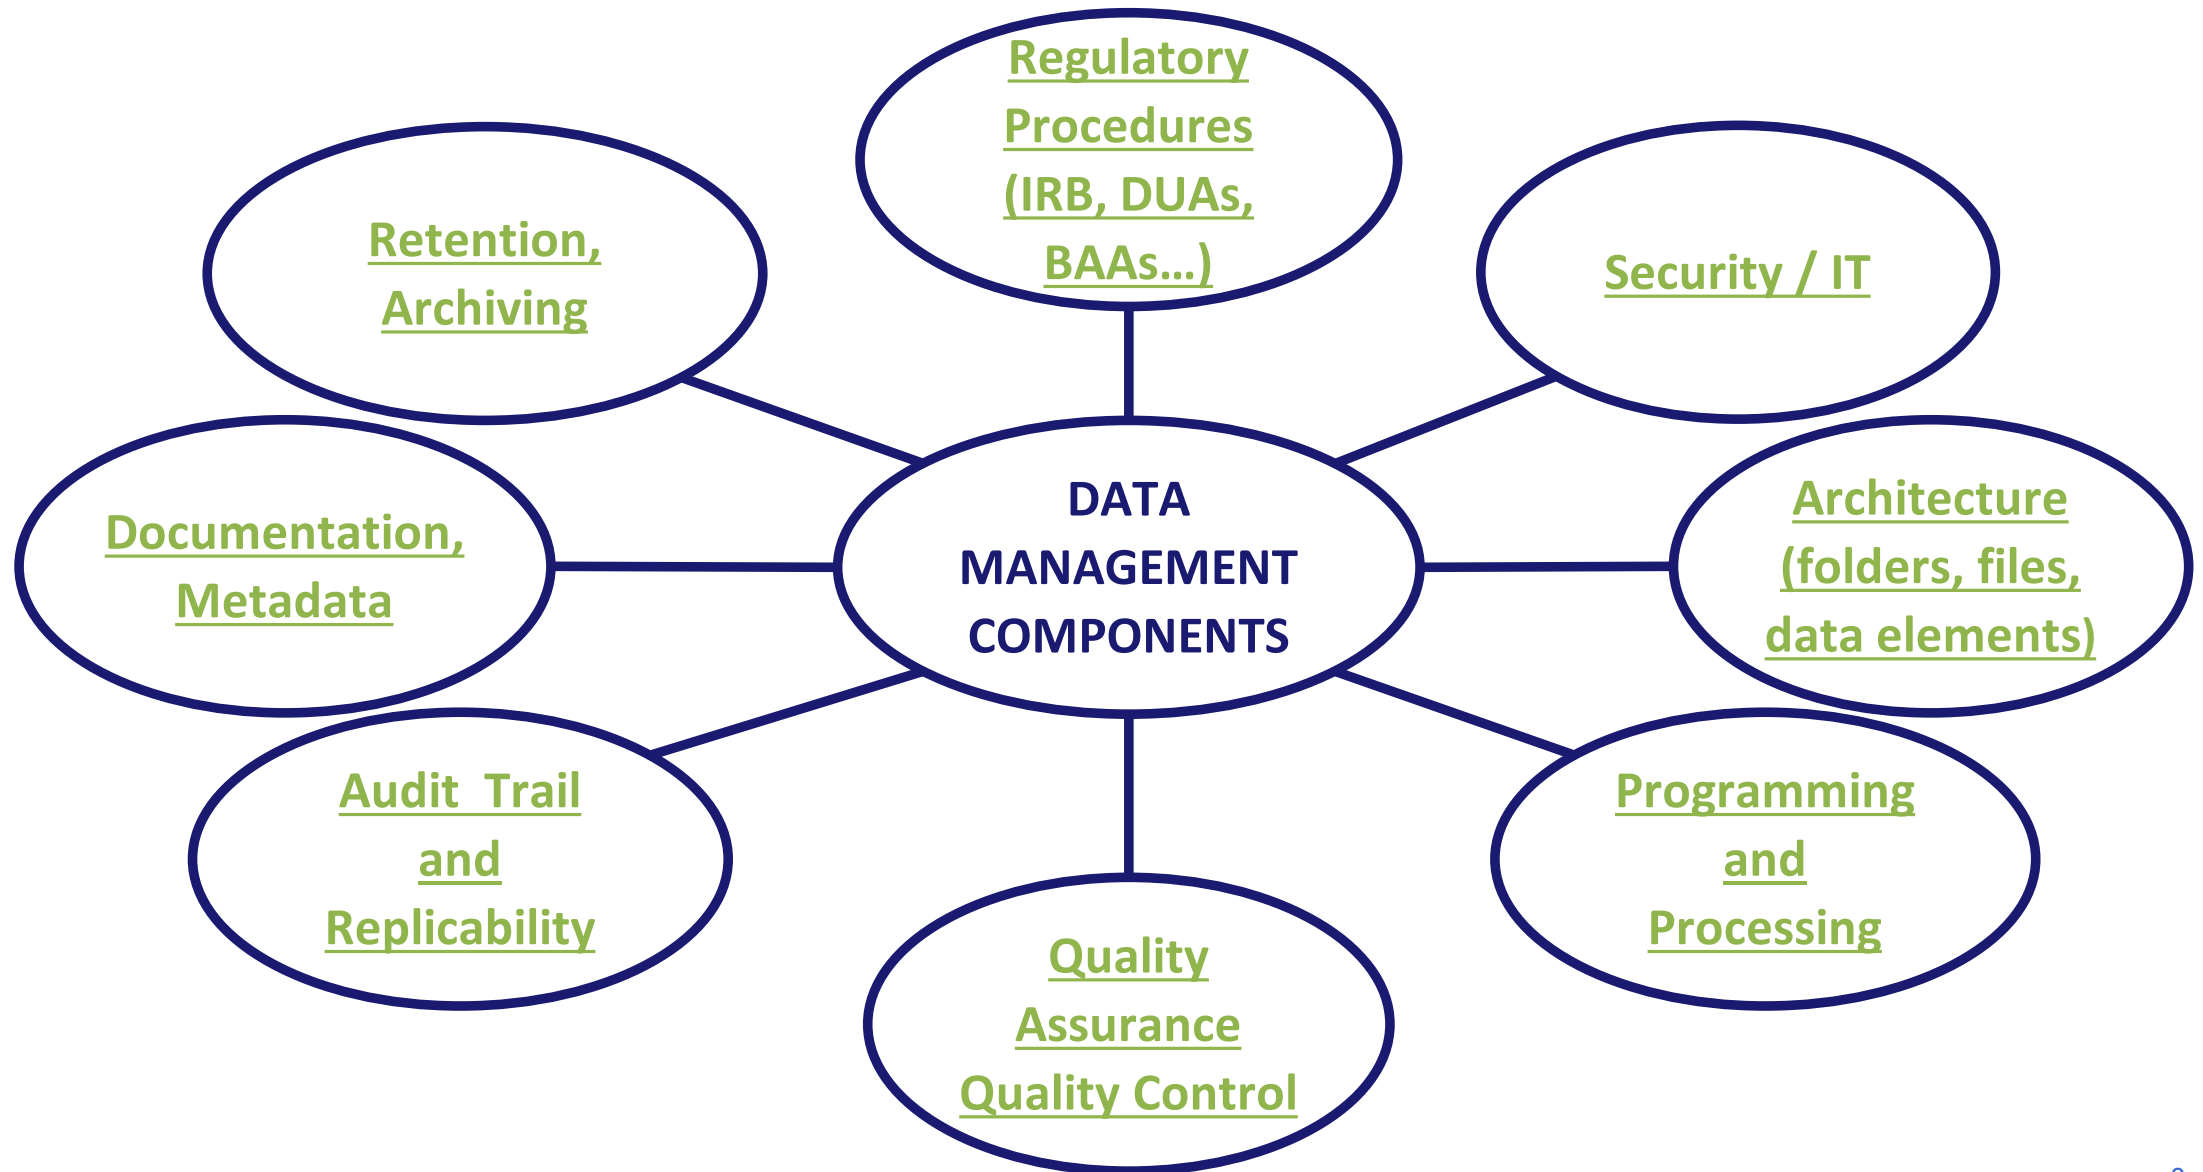 Regulatory
Procedures
(IRB, DUAs,
BAAs...)
Retention,
Archiving
Security / IT
Documentation,
Metadata
DATA
MANAGEMENT
COMPONENTS
Architecture
(folders, files,
data elements)
Audit  Trail
and
Replicability
Programming
and
Processing
Quality
Assurance
Quality Control